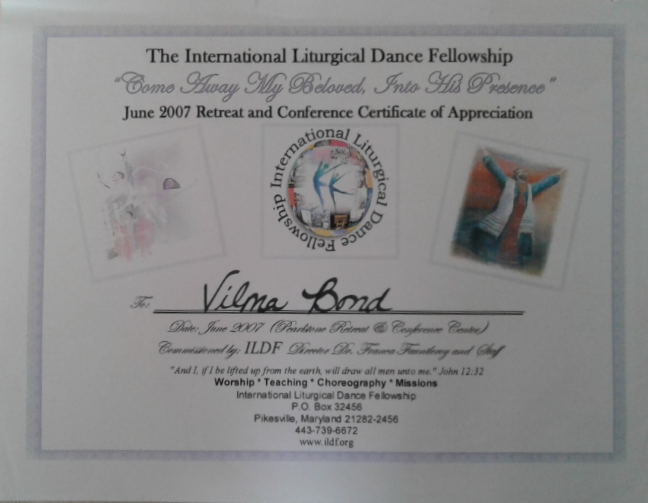 The International Liturgical Dance Fellowship
"Come Away My Beloved, Into His Presence"
June 2007 Retreat and Conference Certificate of Appreciation
International Liturgical Dance Fellowship
To: Vilma Bond
Date: June 2007 (Pearlstone Retreat & Conference Center)
Commissioned by: ILDF Director Dr. and Staff
"And I, if I be lifted up from the earth, will draw all men unto me." John 12:32
Worship * Teaching * Choreography * Missions
International Liturgical Dance Fellowship
P.O. Box 32456
Pikesville, Maryland 21282-2456
443-739-6672
www.ildf.org